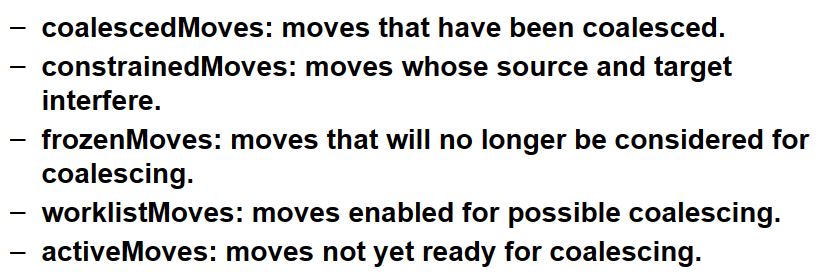 – coalescedMoves: moves that have been coalesced.
– constrainedMoves: moves whose source and target
interfere.
– frozenMoves: moves that will no longer be considered for
coalescing.
– worklistMoves: moves enabled for possible coalescing.
– activeMoves: moves not yet ready for coalescing.